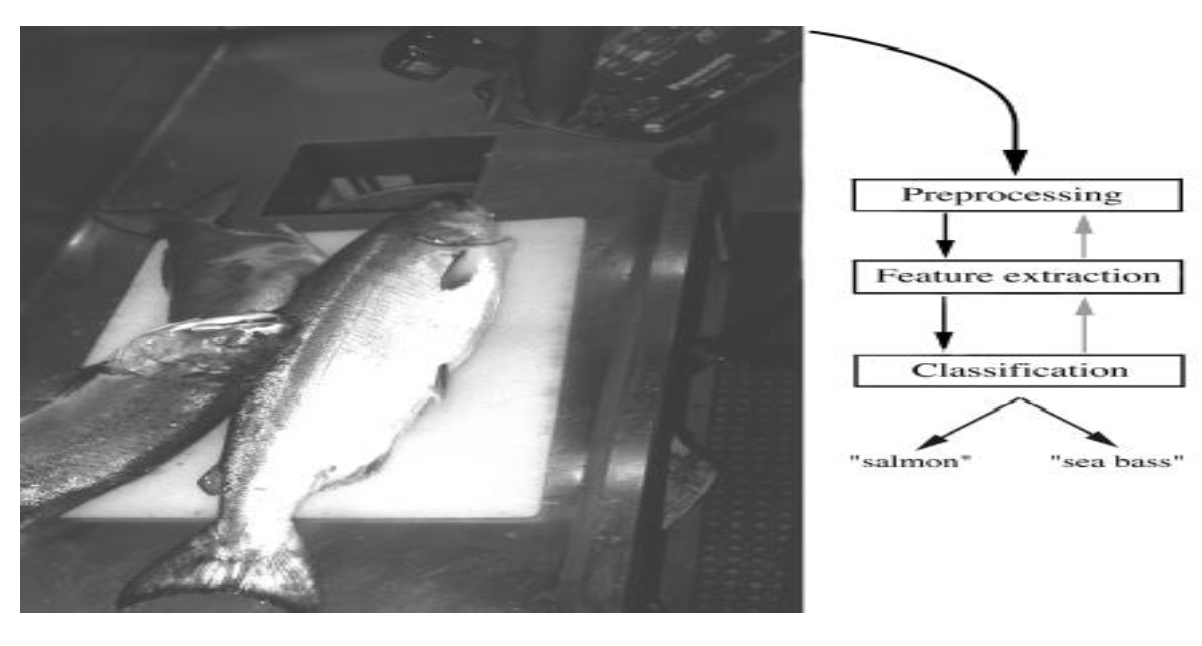 Preprocessing
Feature extraction
Classification
"salmon"
"sea bass"